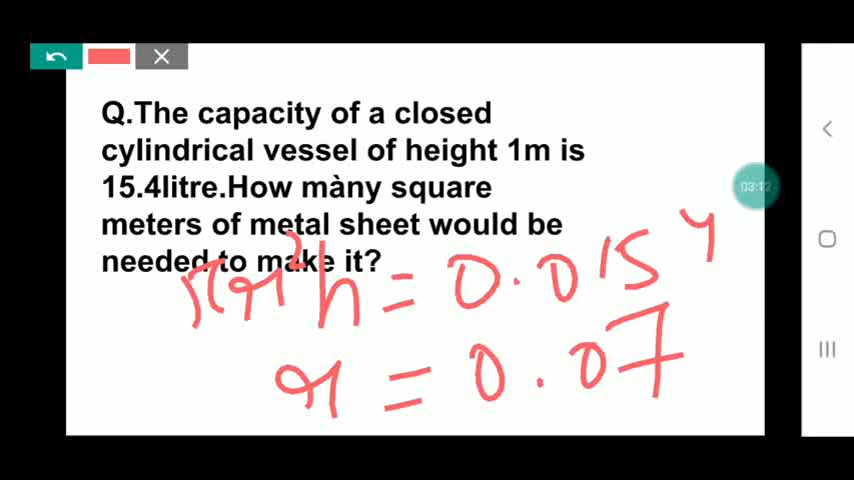 Q.The capacity of a closed
cylindrical vessel of height 1m is
15.4litre.How màny square
meters of metal sheet would be
needed to make it?
πr²h = 0.0154
r = 0.07
03:12